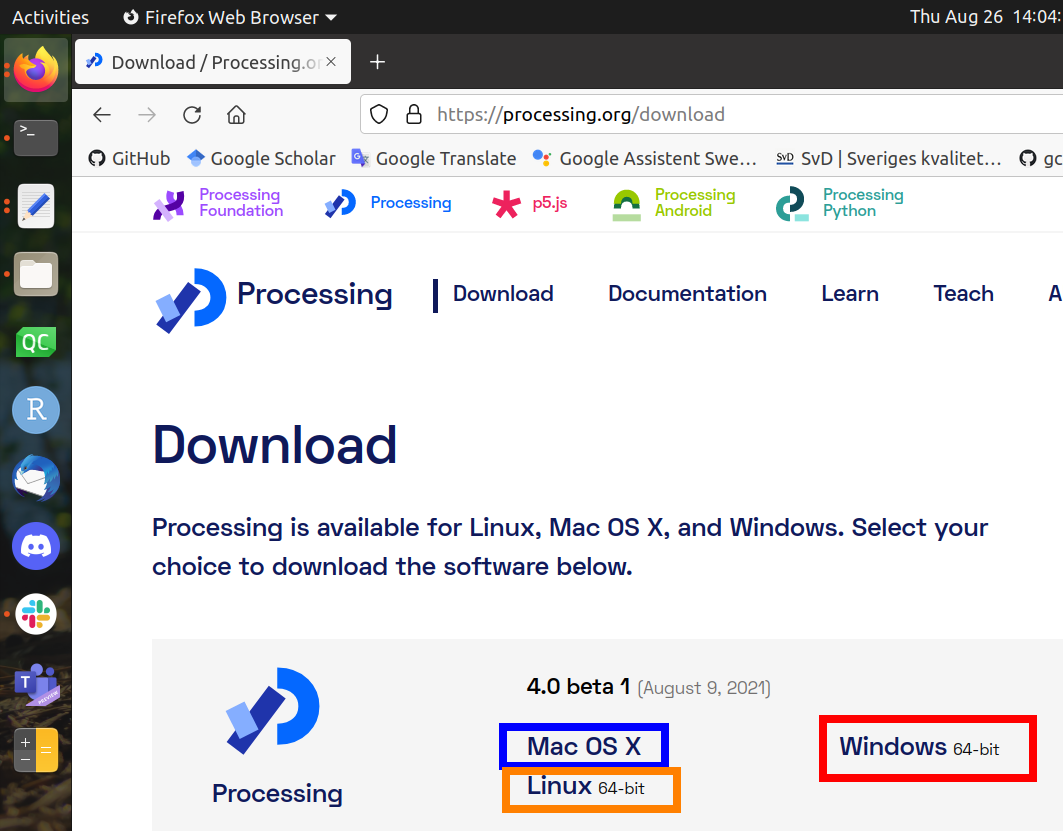 Activities Firefox Web Browser Thu Aug 26 14:04:
Download / Processing.or
https://processing.org/download
GitHub Google Scholar Google Translate Google Assistent Swe... SvD SvD | Sveriges kvalitet... gc
Processing Foundation Processing p5.js Processing Android Processing Python
Processing Download Documentation Learn Teach A
QC
R
Download
Processing is available for Linux, Mac OS X, and Windows. Select your
choice to download the software below.
4.0 beta 1 (August 9, 2021)
T
PREVIEW
Mac OS X Windows 64-bit
Linux 64-bit
Processing